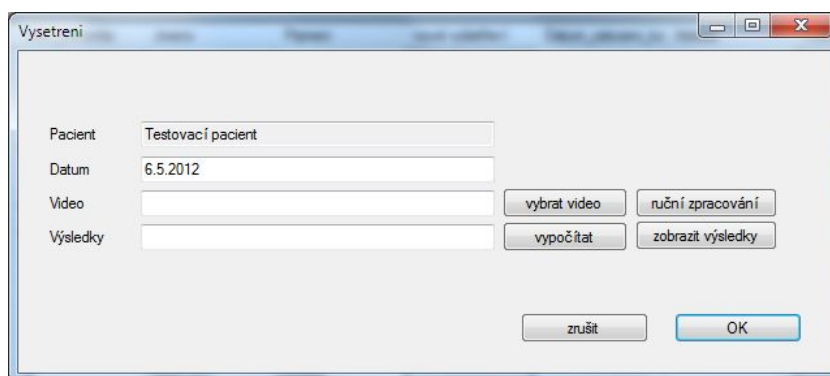 Vysetreni
Pacient Testovací pacient
Datum 6.5.2012
Video vybrat video ruční zpracování
Výsledky vypočítat zobrazit výsledky
zrušit OK